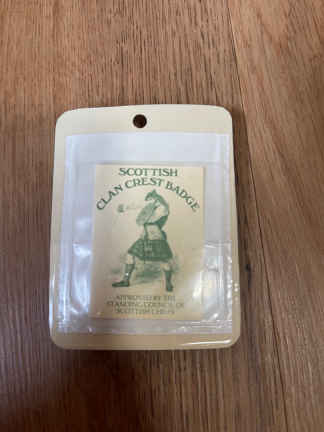 SCOTTISH
CLAN CREST BADGE
APPROVED BY THE
STANDING COUNCIL OF
SCOTTISH CHIEFS